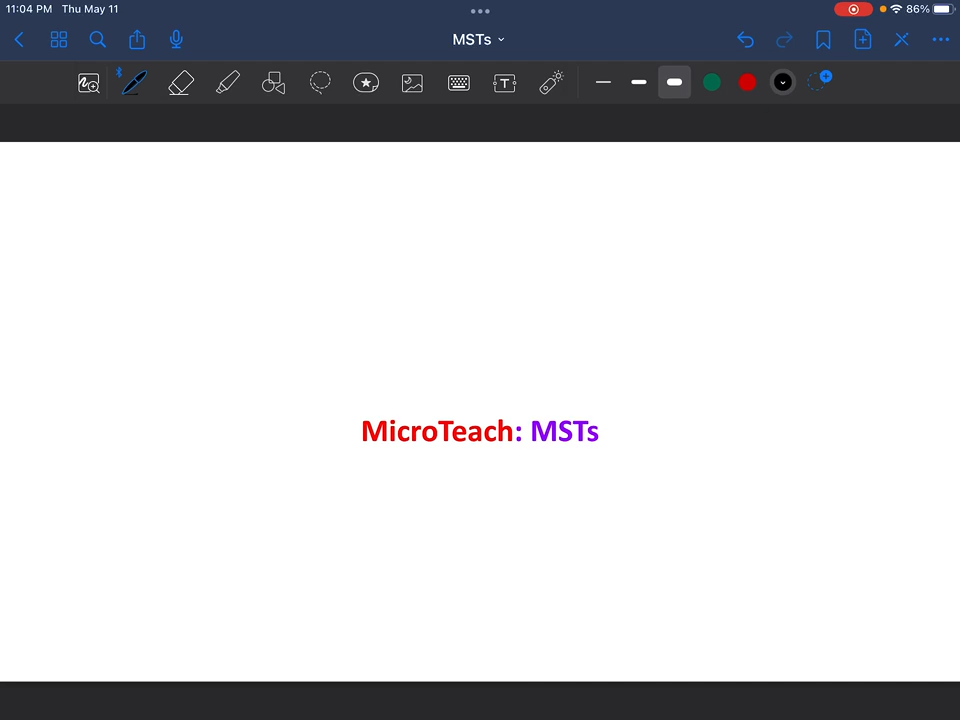 11:04 PM Thu May 11
86%
MSTs
T
MicroTeach: MSTs